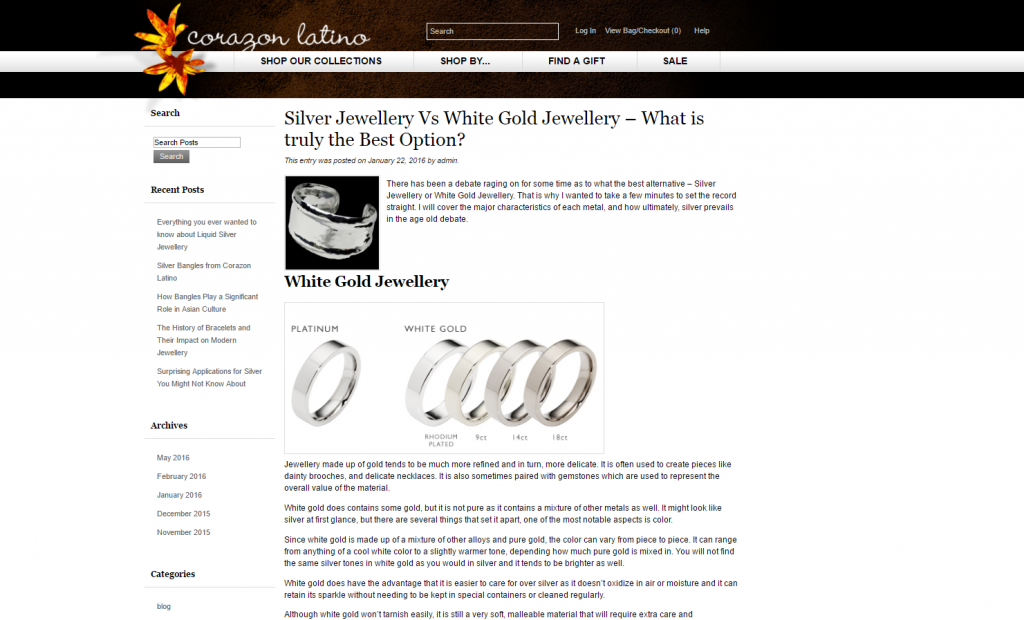 corazon latino
Search
Log In View Bag/Checkout (0) Help
SHOP OUR COLLECTIONS SHOP BY... FIND A GIFT SALE
Search
Search Posts
Search
Recent Posts
Everything you ever wanted to
know about Liquid Silver
Jewellery
Silver Bangles from Corazon
Latino
How Bangles Play a Significant
Role in Asian Culture
The History of Bracelets and
Their Impact on Modern
Jewellery
Surprising Applications for Silver
You Might Not Know About
Archives
May 2016
February 2016
January 2016
December 2015
November 2015
Categories
blog
Silver Jewellery Vs White Gold Jewellery – What is
truly the Best Option?
This entry was posted on January 22, 2016 by admin.
There has been a debate raging on for some time as to what the best alternative – Silver
Jewellery or White Gold Jewellery. That is why I wanted to take a few minutes to set the record
straight. I will cover the major characteristics of each metal, and how ultimately, silver prevails
in the age old debate.
White Gold Jewellery
PLATINUM WHITE GOLD
RHODIUM 9ct 14ct 18ct
PLATED
Jewellery made up of gold tends to be much more refined and in turn, more delicate. It is often used to create pieces like
dainty brooches, and delicate necklaces. It is also sometimes paired with gemstones which are used to represent the
overall value of the material.
White gold does contains some gold, but it is not pure as it contains a mixture of other metals as well. It might look like
silver at first glance, but there are several things that set it apart, one of the most notable aspects is color.
Since white gold is made up of a mixture of other alloys and pure gold, the color can vary from piece to piece. It can range
from anything of a cool white color to a slightly warmer tone, depending how much pure gold is mixed in. You will not find
the same silver tones in white gold as you would in silver and it tends to be brighter as well.
White gold does have the advantage that it is easier to care for over silver as it doesn't oxidize in air or moisture and it can
retain its sparkle without needing to be kept in special containers or cleaned regularly.
Although white gold won't tarnish easily, it is still a very soft, malleable material that will require extra care and